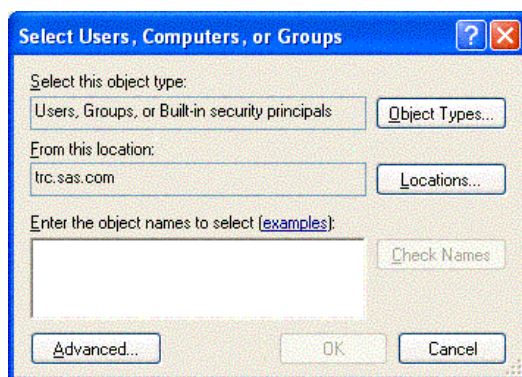 Select Users, Computers, or Groups
Select this object type:
Users, Groups, or Built-in security principals
Object Types...
From this location:
trc.sas.com
Locations...
Enter the object names to select (examples):
Check Names
Advanced...
OK
Cancel